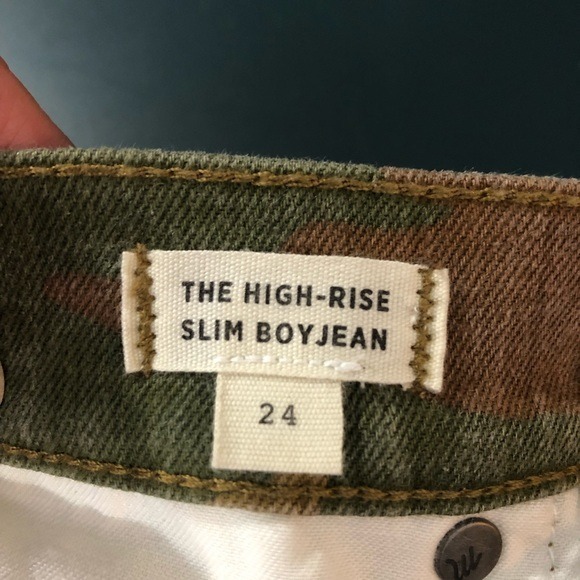 THE HIGH-RISE
SLIM BOYJEAN
24